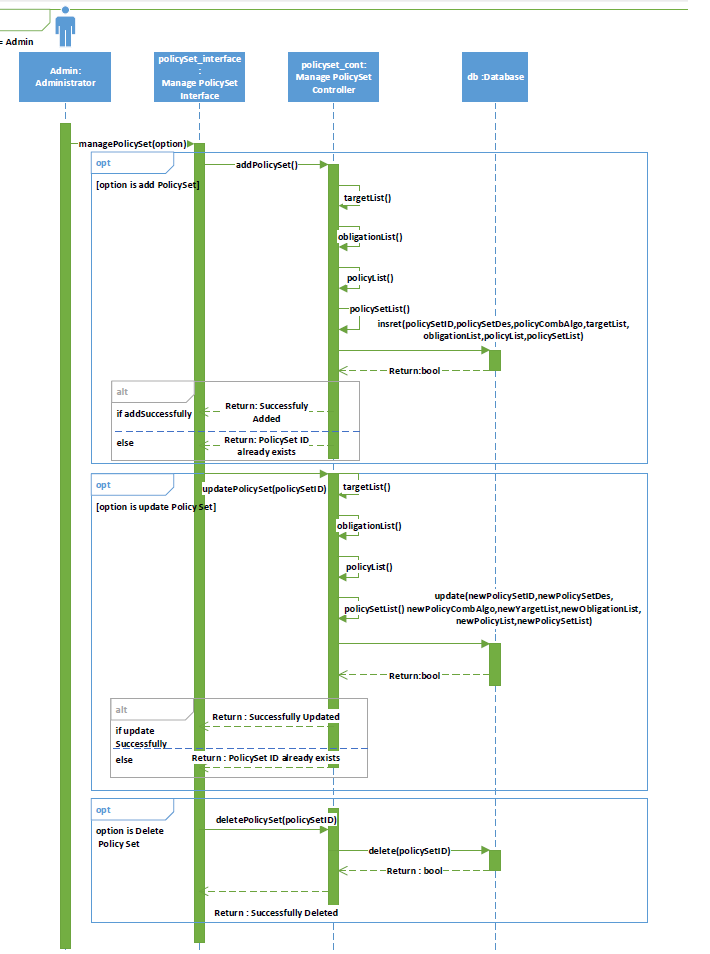 = Admin
Admin:
Administrator
policySet_interface
:
Manage PolicySet
Interface
policyset_cont:
Manage PolicySet
Controller
db :Database
managePolicySet(option)
opt
[option is add PolicySet]
addPolicySet()
targetList()
obligationList()
policyList()
policySetList()
insret(policySetID,policySetDes,policyCombAlgo,targetList,
obligationList,policyList,policySetList)
Return:bool
alt
if addSuccessfully
Return: Successfuly
Added
else
Return: PolicySet ID
already exists
opt
updatePolicySet(policySetID)
targetList()
[option is update Policy Set]
obligationList()
policyList()
policySetList()
update(newPolicySetID,newPolicySetDes,
newPolicyCombAlgo,newYargetList,newObligationList,
newPolicyList,newPolicySetList)
Return:bool
alt
if update
Successfully
Return : Successfully Updated
else
Return : PolicySet ID already exists
opt
option is Delete
Policy Set
deletePolicySet(policySetID)
delete(policySetID)
Return : bool
Return : Successfully Deleted